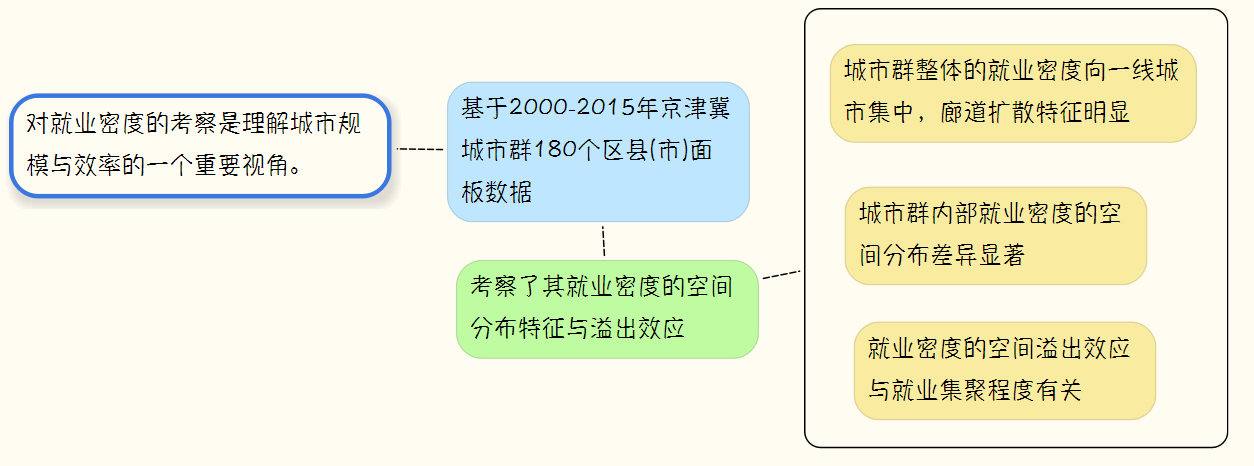 对就业密度的考察是理解城市规
模与效率的一个重要视角。
基于2000-2015年京津冀
城市群180个区县(市)面
板数据
考察了其就业密度的空间
分布特征与溢出效应
城市群整体的就业密度向一线城
市集中，廊道扩散特征明显
城市群内部就业密度的空
间分布差异显著
就业密度的空间溢出效应
与就业集聚程度有关